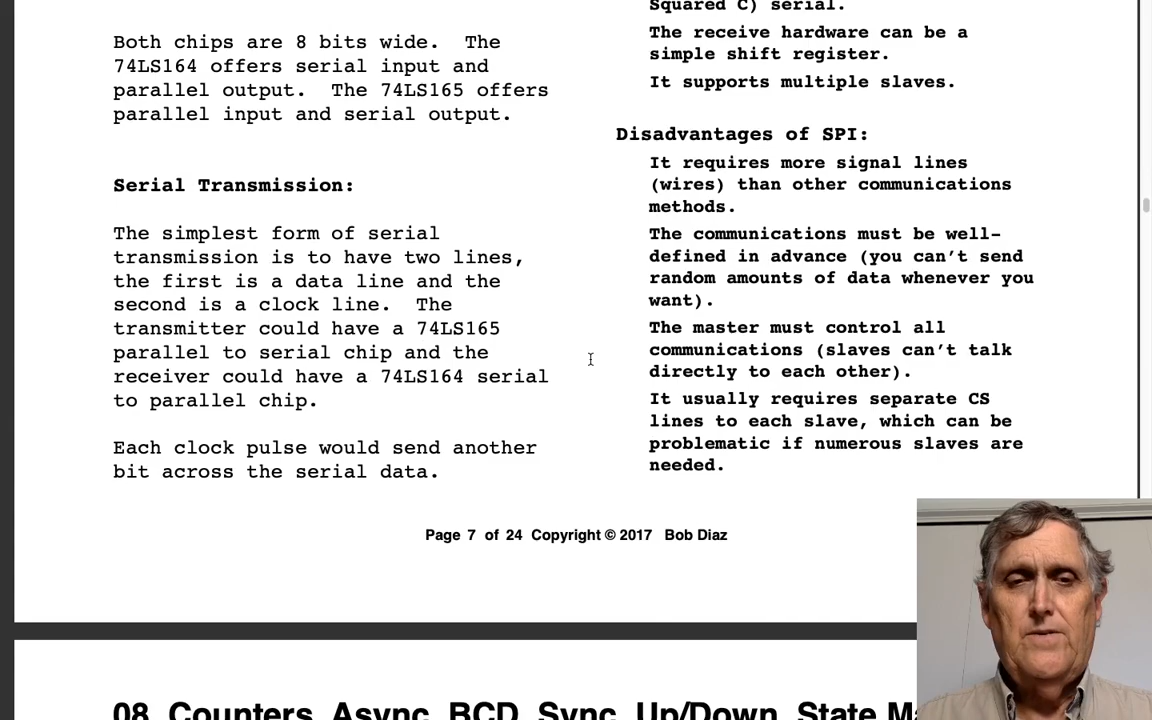 Both chips are 8 bits wide. The
74LS164 offers serial input and
parallel output. The 74LS165 offers
parallel input and serial output.
Serial Transmission:
The simplest form of serial
transmission is to have two lines,
the first is a data line and the
second is a clock line. The
transmitter could have a 74LS165
parallel to serial chip and the
receiver could have a 74LS164 serial
to parallel chip.
Each clock pulse would send another
bit across the serial data.
Squared C) serial.
The receive hardware can be a
simple shift register.
It supports multiple slaves.
Disadvantages of SPI:
It requires more signal lines
(wires) than other communications
methods.
The communications must be well-
defined in advance (you can't send
random amounts of data whenever you
want).
The master must control all
communications (slaves can't talk
directly to each other).
It usually requires separate CS
lines to each slave, which can be
problematic if numerous slaves are
needed.
Page 7 of 24 Copyright © 2017 Bob Diaz
08 Counters Async BCD Sync Up/Down State